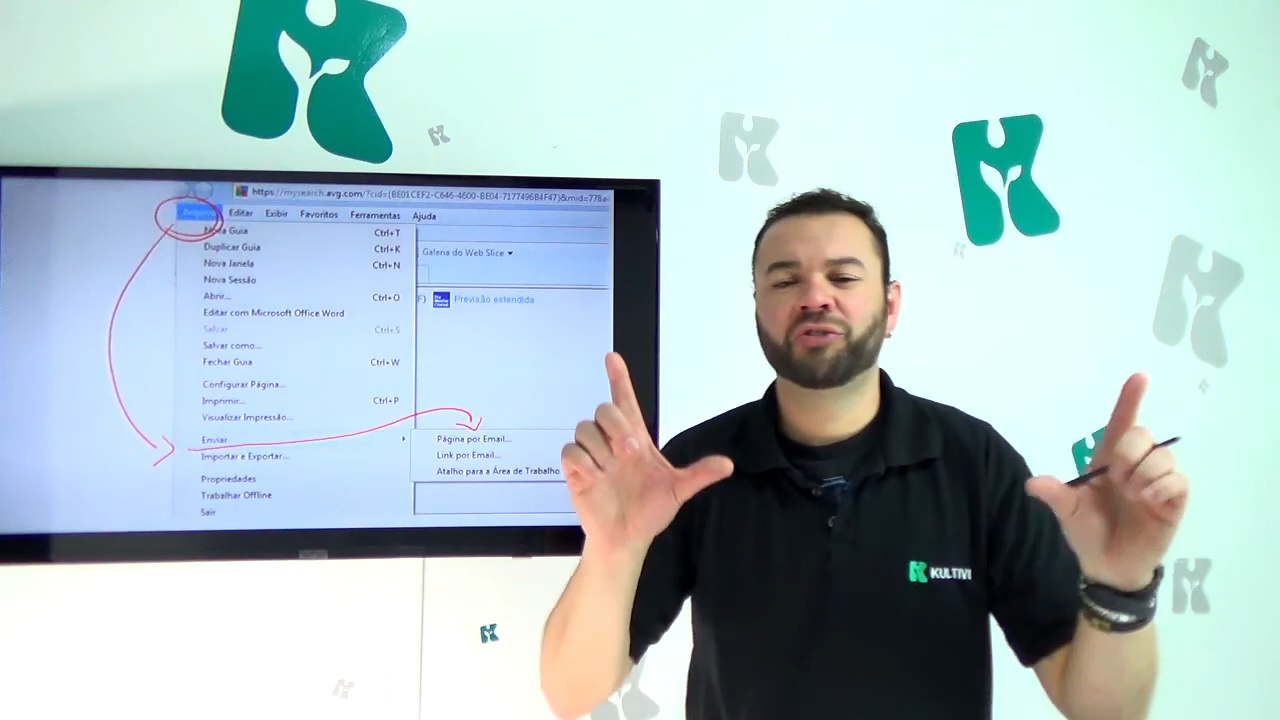 https://mysearch.avg.com/?cid={BE01CEF2-C646-4600-BE04-7177496B4F47}&mid=778a
Arquivo Editar Exibir Favoritos Ferramentas Ajuda
Nova Guia Ctrl+T
Duplicar Guia Ctrl+K
Nova Janela Ctrl+N
Nova Sessão
Abrir... Ctrl+O
Editar com Microsoft Office Word
Salvar Ctrl+S
Salvar como...
Fechar Guia Ctrl+W
Configurar Página...
Imprimir... Ctrl+P
Visualizar Impressão...
Enviar
Importar e Exportar...
Propriedades
Trabalhar Offline
Sair
Galeria do Web Slice
F) Previsão estendida
Página por Email...
Link por Email...
Atalho para a Área de Trabalho
KULTIVI